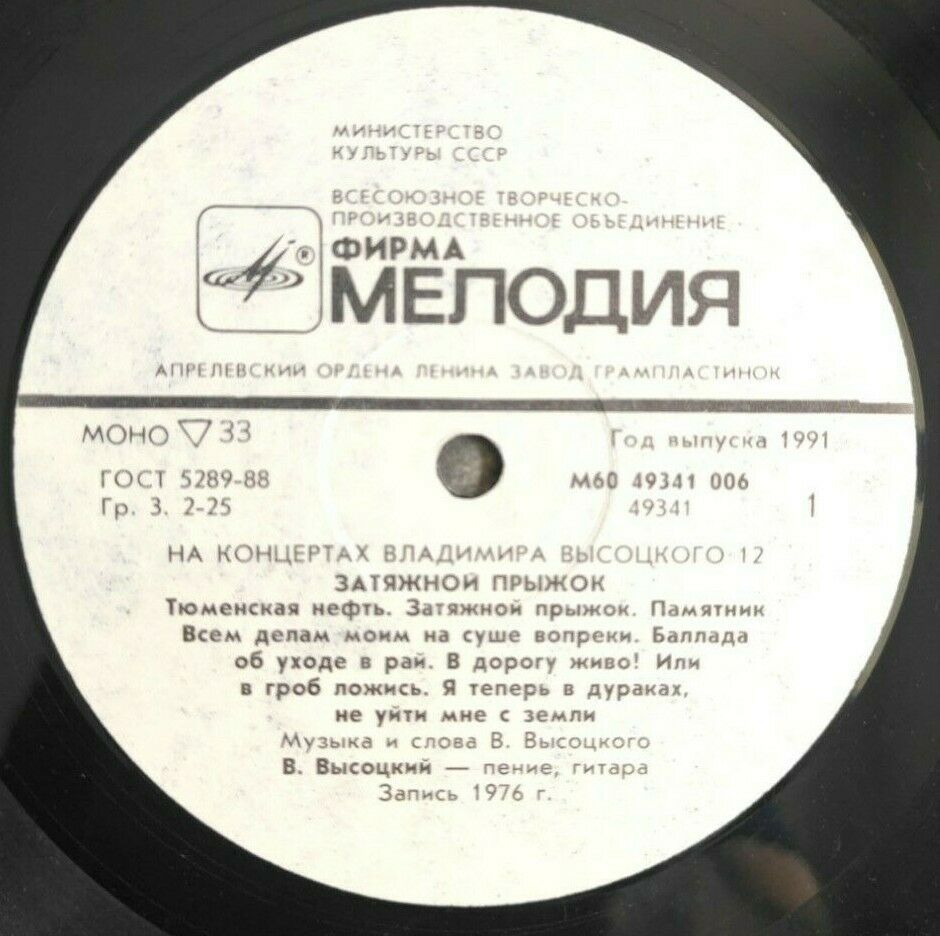 МИНИСТЕРСТВО
КУЛЬТУРЫ СССР
ВСЕСОЮЗНОЕ ТВОРЧЕСКО-
ПРОИЗВОДСТВЕННОЕ ОБЪЕДИНЕНИЕ
®
ФИРМА
МЕЛОДИЯ
АПРЕЛЕВСКИЙ ОРДЕНА ЛЕНИНА ЗАВОД ГРАМПЛАСТИНОК
МОНО ▽ 33
Год выпуска 1991
ГОСТ 5289-88
М60 49341 006
Гр. 3. 2-25
49341
1
НА КОНЦЕРТАХ ВЛАДИМИРА ВЫСОЦКОГО·12
ЗАТЯЖНОЙ ПРЫЖОК
Тюменская нефть. Затяжной прыжок. Памятник
Всем делам моим на суше вопреки. Баллада
об уходе в рай. В дорогу живо! Или
в гроб ложись. Я теперь в дураках,
не уйти мне с земли
Музыка и слова В. Высоцкого
В. Высоцкий — пение, гитара
Запись 1976 г.